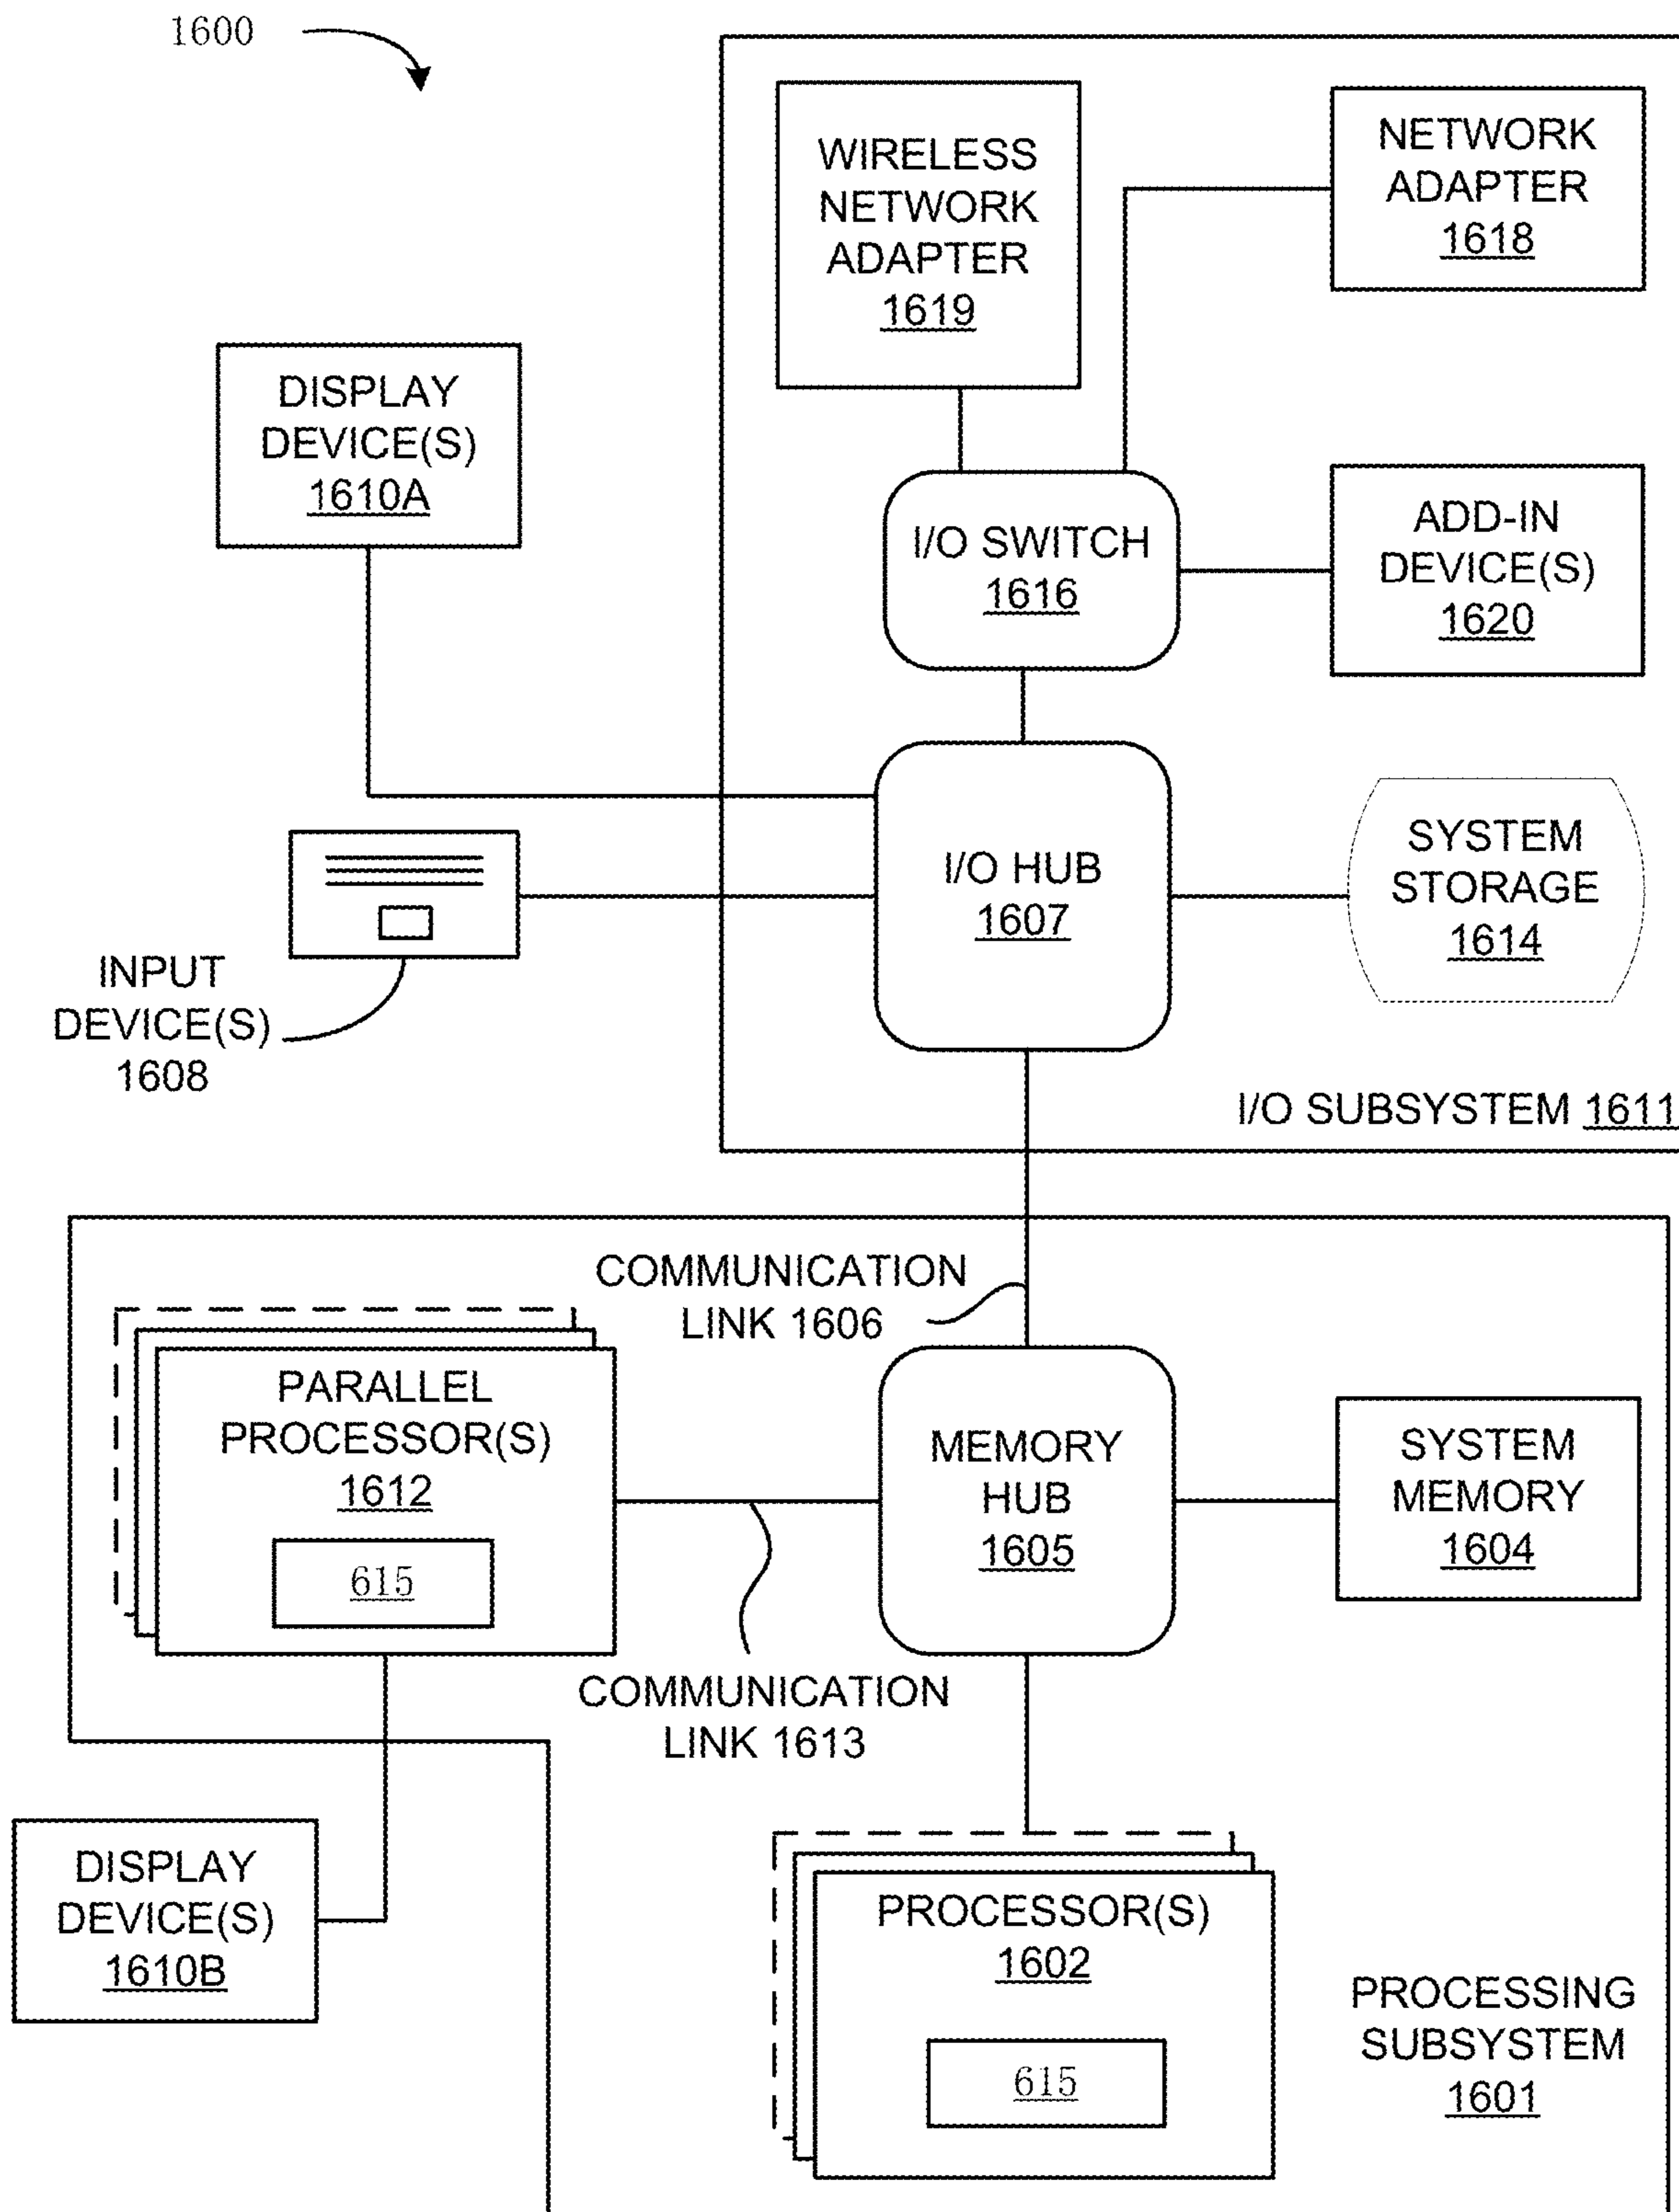 1600
WIRELESS
NETWORK
ADAPTER
1619
NETWORK
ADAPTER
1618
DISPLAY
DEVICE(S)
1610A
I/O SWITCH
1616
ADD-IN
DEVICE(S)
1620
I/O HUB
1607
SYSTEM
STORAGE
1614
INPUT
DEVICE(S)
1608
I/O SUBSYSTEM 1611
COMMUNICATION
LINK 1606
PARALLEL
PROCESSOR(S)
1612
615
MEMORY
HUB
1605
SYSTEM
MEMORY
1604
COMMUNICATION
LINK 1613
DISPLAY
DEVICE(S)
1610B
PROCESSOR(S)
1602
615
PROCESSING
SUBSYSTEM
1601